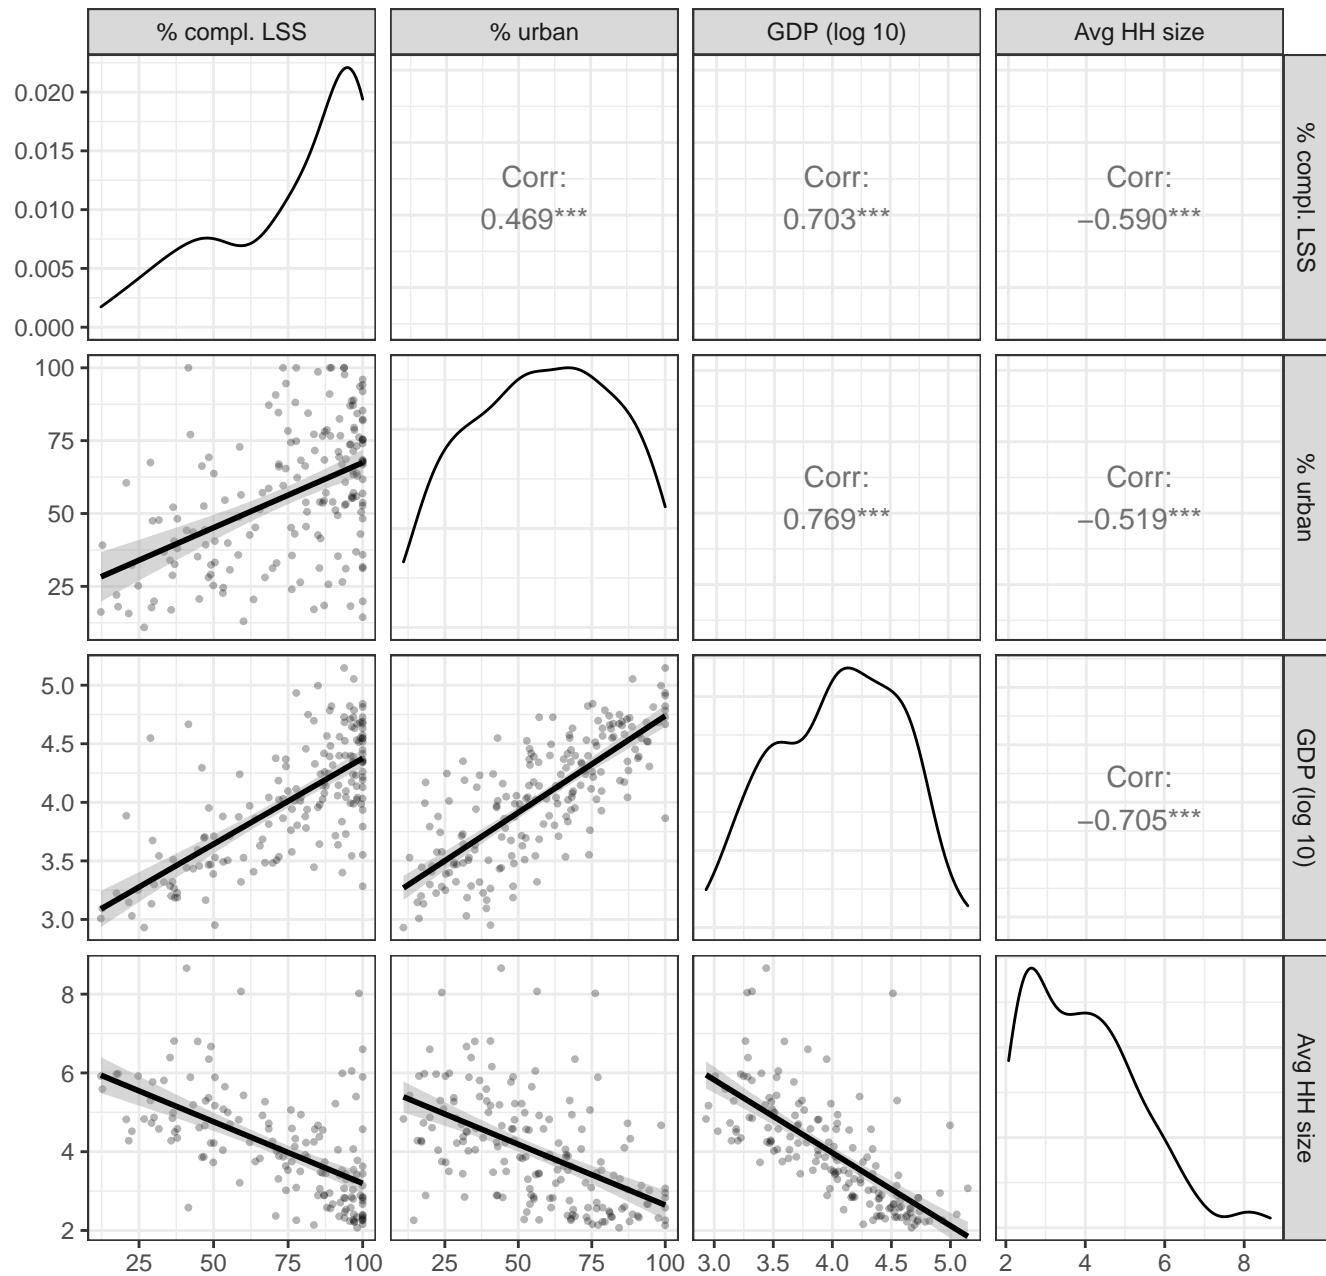 % compl. LSS
% urban
GDP (log 10)
Avg HH size
0.020
0.015
0.010
0.005
0.000
Corr:
0.469***
Corr:
0.703***
Corr:
−0.590***
% compl. LSS
100
75
50
25
Corr:
0.769***
Corr:
−0.519***
% urban
5.0
4.5
4.0
3.5
3.0
Corr:
−0.705***
GDP (log 10)
8
6
4
2
Avg HH size
25 50 75 100
25 50 75 100
3.0 3.5 4.0 4.5 5.0
2 4 6 8